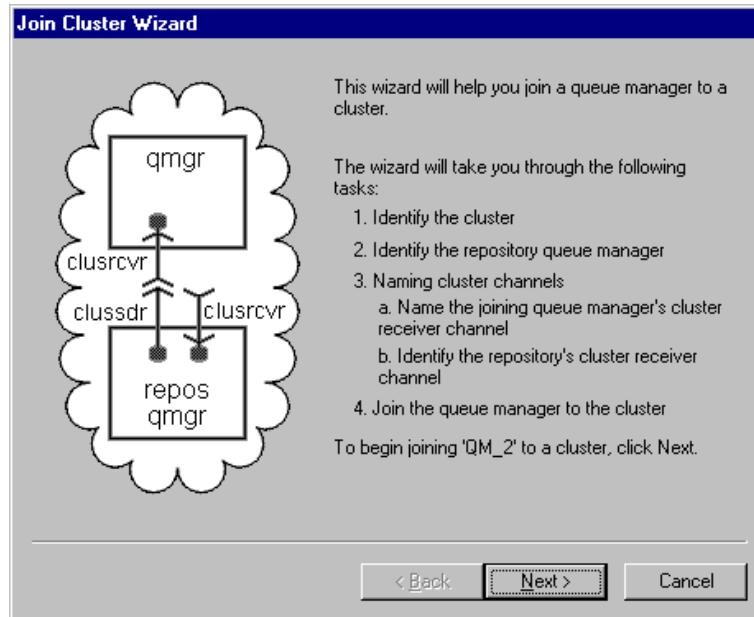 Join Cluster Wizard
This wizard will help you join a queue manager to a
cluster.
The wizard will take you through the following
tasks:
1. Identify the cluster
2. Identify the repository queue manager
3. Naming cluster channels
a. Name the joining queue manager's cluster
receiver channel
b. Identify the repository's cluster receiver
channel
4. Join the queue manager to the cluster
To begin joining 'QM_2' to a cluster, click Next.
qmgr
clusrcvr
clussdr clusrcvr
repos
qmgr
< Back
Next >
Cancel